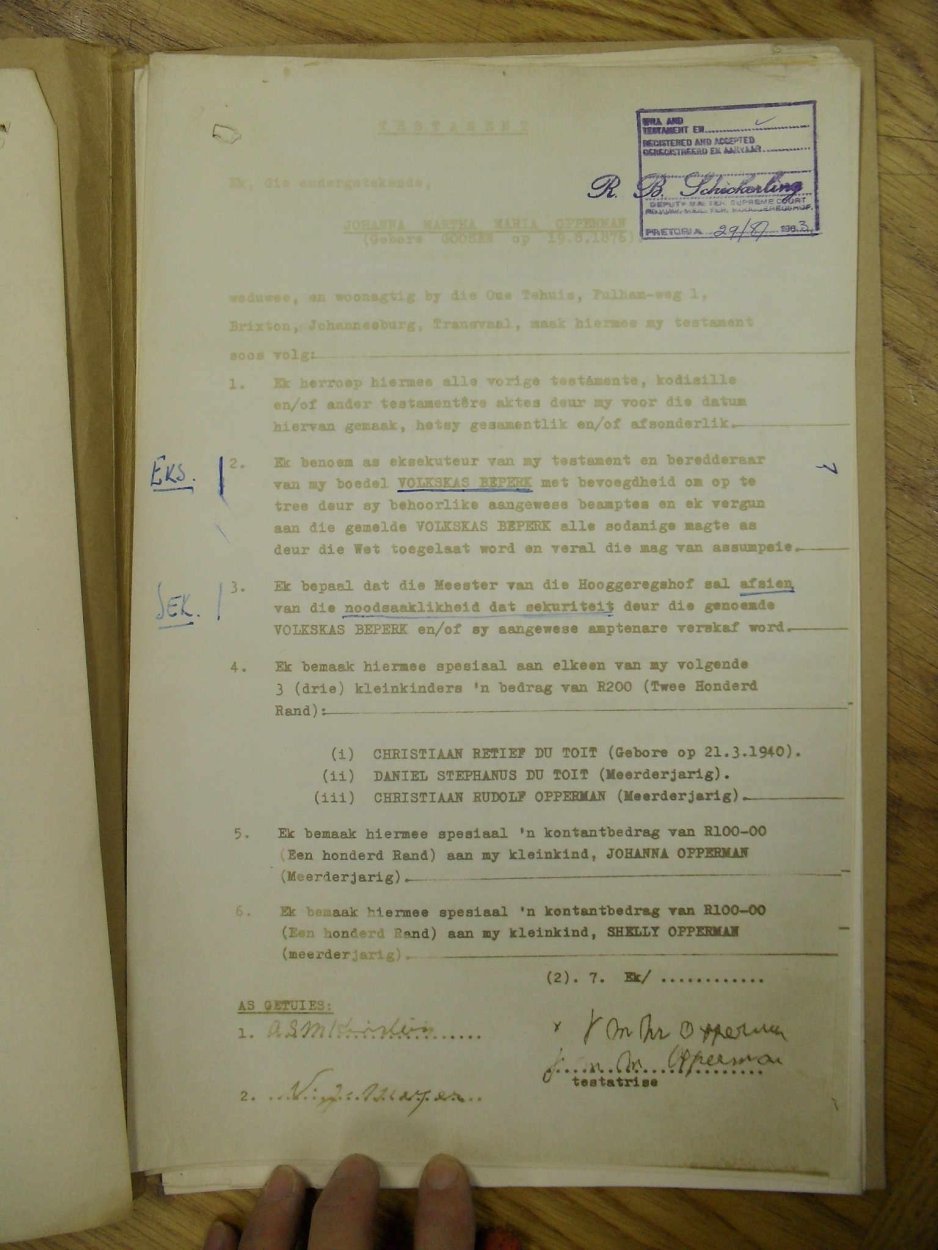 TESTAMENT
WILL AND
TESTAMENT EN
REGISTERED AND ACCEPTED
GEREGISTREER EN AANVAAR
R. B. Schickerling
DEPUTY MASTER SUPREME COURT
PRETORIA 29/8/ 1963
Ek, die ondergetekende,
JOHANNA MARTHA MARIA OPPERMAN
(Gebore GOOSEN op 19.8.1876),
weduwee, en woonagtig by die Oue Tehuis, Fulham-weg 1,
Brixton, Johannesburg, Transvaal, maak hiermee my testament
soos volg:
1. Ek herroep hiermee alle vorige testamente, kodisille
en/of ander testamentêre aktes deur my voor die datum
hiervan gemaak, hetsy gesamentlik en/of afsonderlik.
EKS. 2. Ek benoem as eksekuteur van my testament en beredderaar
van my boedel VOLKSKAS BEPERK met bevoegdheid om op te
tree deur sy behoorlike aangewese beamptes en ek vergun
aan die gemelde VOLKSKAS BEPERK alle sodanige magte as
deur die Wet toegelaat word en veral die mag van assumpsie.
SEK. 3. Ek bepaal dat die Meester van die Hooggeregshof sal afsien
van die noodsaaklikheid dat sekuriteit deur die genoemde
VOLKSKAS BEPERK en/of sy aangewese amptenare verskaf word.
4. Ek bemaak hiermee spesiaal aan elkeen van my volgende
3 (drie) kleinkinders 'n bedrag van R200 (Twee Honderd
Rand):
(i) CHRISTIAAN RETIEF DU TOIT (Gebore op 21.3.1940).
(ii) DANIEL STEPHANUS DU TOIT (Meerderjarig).
(iii) CHRISTIAAN RUDOLF OPPERMAN (Meerderjarig).
5. Ek bemaak hiermee spesiaal 'n kontantbedrag van R100-00
(Een honderd Rand) aan my kleinkind, JOHANNA OPPERMAN
(Meerderjarig).
6. Ek bemaak hiermee spesiaal 'n kontantbedrag van R100-00
(Een honderd Rand) aan my kleinkind, SHELLY OPPERMAN
(meerderjarig).
(2). 7. Ek/ ............
AS GETUIES:
1.
x J M M Opperman
J. M. M. Opperman
testatrise
2.